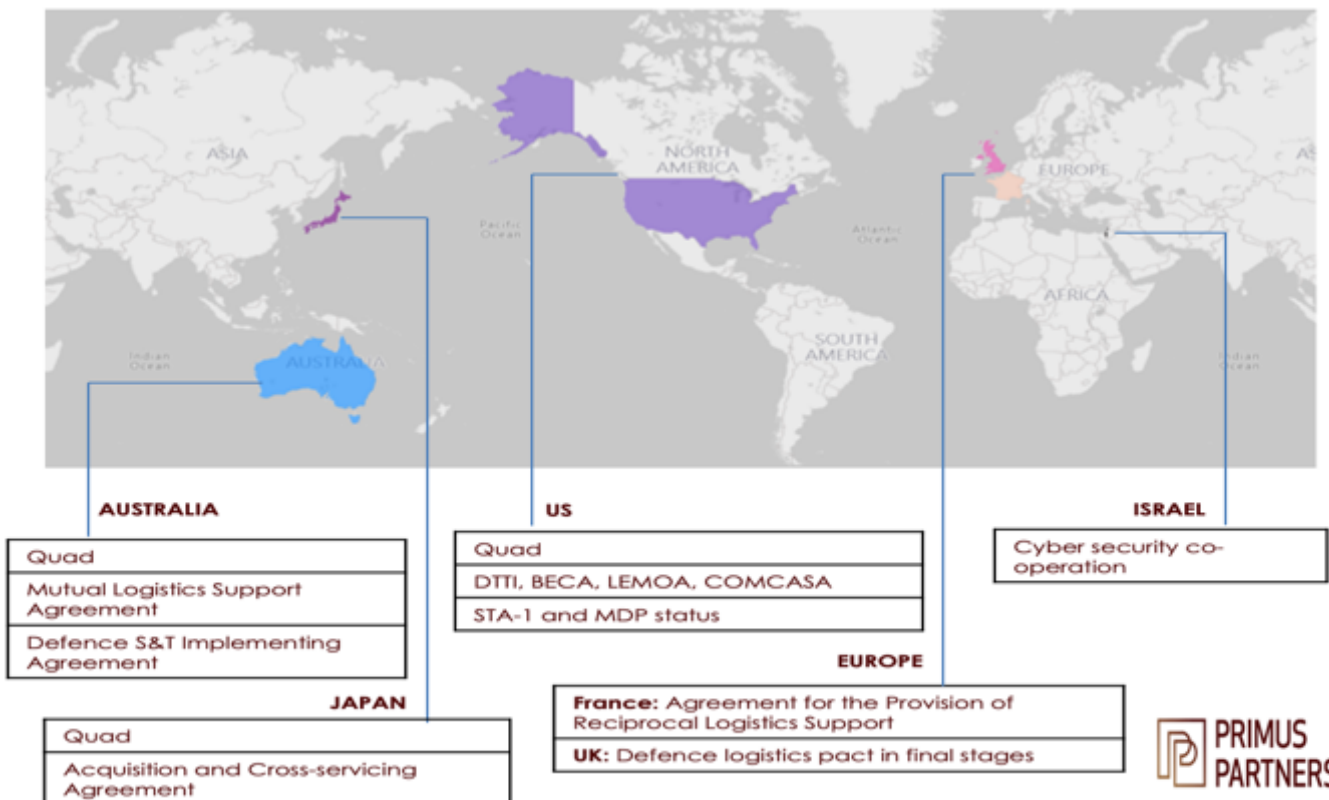 ASIA
NORTH
AMERICA
EUROPE
AS
Pacific
Ocean
Atlantic
Ocean
AFRICA
SOUTH
AMERICA
Indian
Ocean
AUSTRALIA
Indian
Ocean
AUSTRALIA
Quad
Mutual Logistics Support
Agreement
Defence S&T Implementing
Agreement
JAPAN
Quad
Acquisition and Cross-servicing
Agreement
US
Quad
DTTI, BECA, LEMOA, COMCASA
STA-1 and MDP status
EUROPE
France: Agreement for the Provision of
Reciprocal Logistics Support
UK: Defence logistics pact in final stages
ISRAEL
Cyber security co-
operation
PRIMUS
PARTNERS